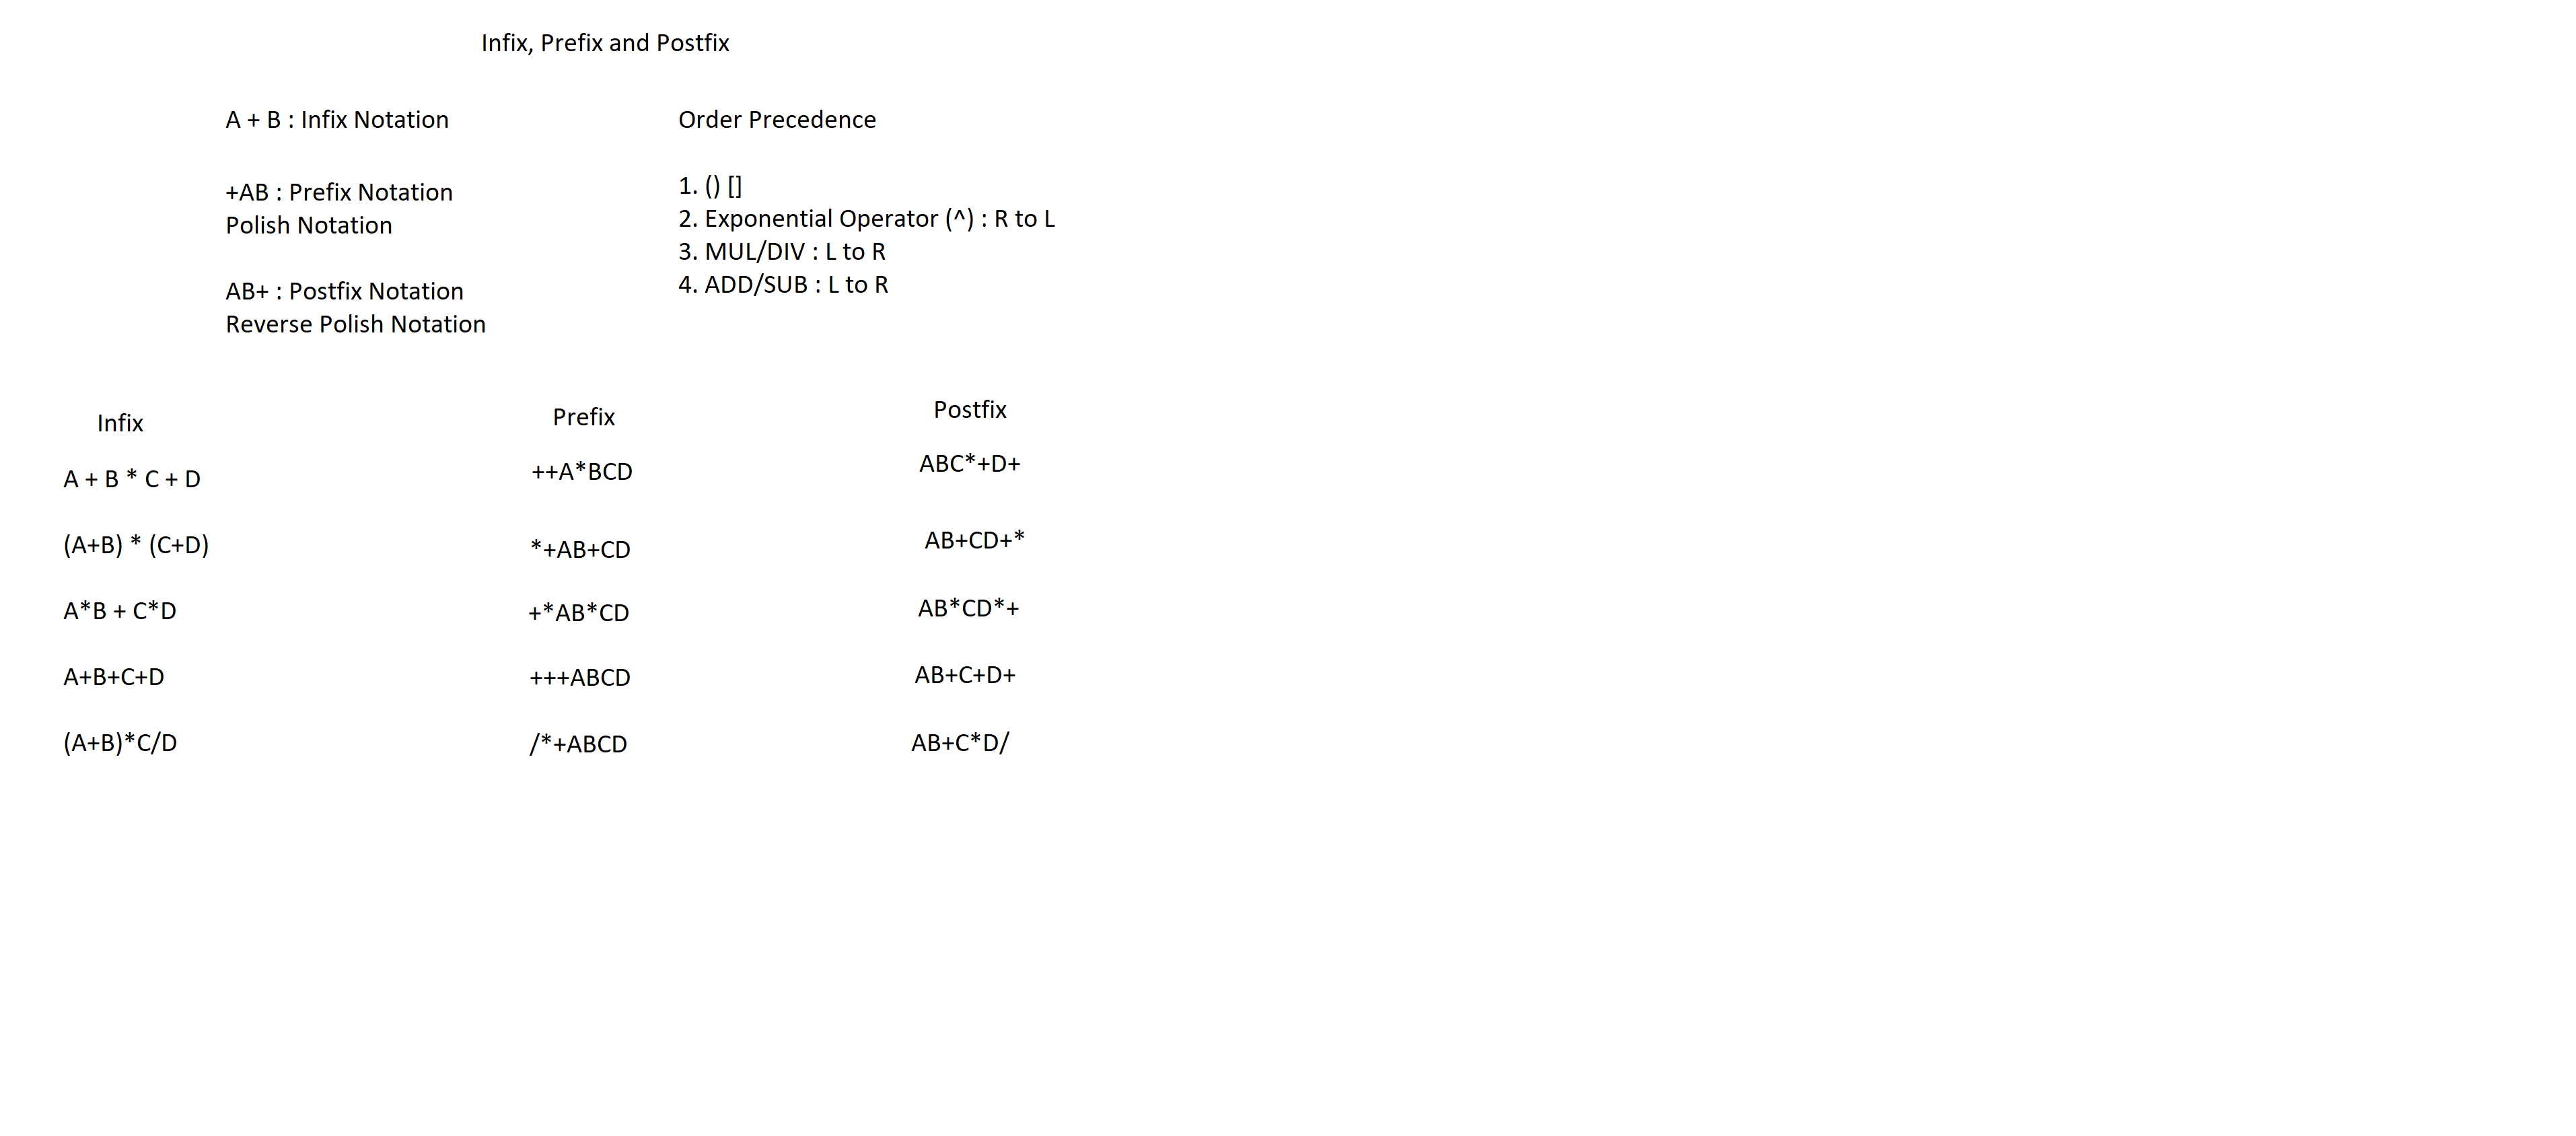 Infix, Prefix and Postfix
A + B : Infix Notation
+AB : Prefix Notation
Polish Notation
AB+ : Postfix Notation
Reverse Polish Notation
Order Precedence
1. () []
2. Exponential Operator (^) : R to L
3. MUL/DIV : L to R
4. ADD/SUB : L to R
Infix Prefix Postfix
A + B * C + D ++A*BCD ABC*+D+
(A+B) * (C+D) *+AB+CD AB+CD+*
A*B + C*D +*AB*CD AB*CD*+
A+B+C+D +++ABCD AB+C+D+
(A+B)*C/D /*+ABCD AB+C*D/